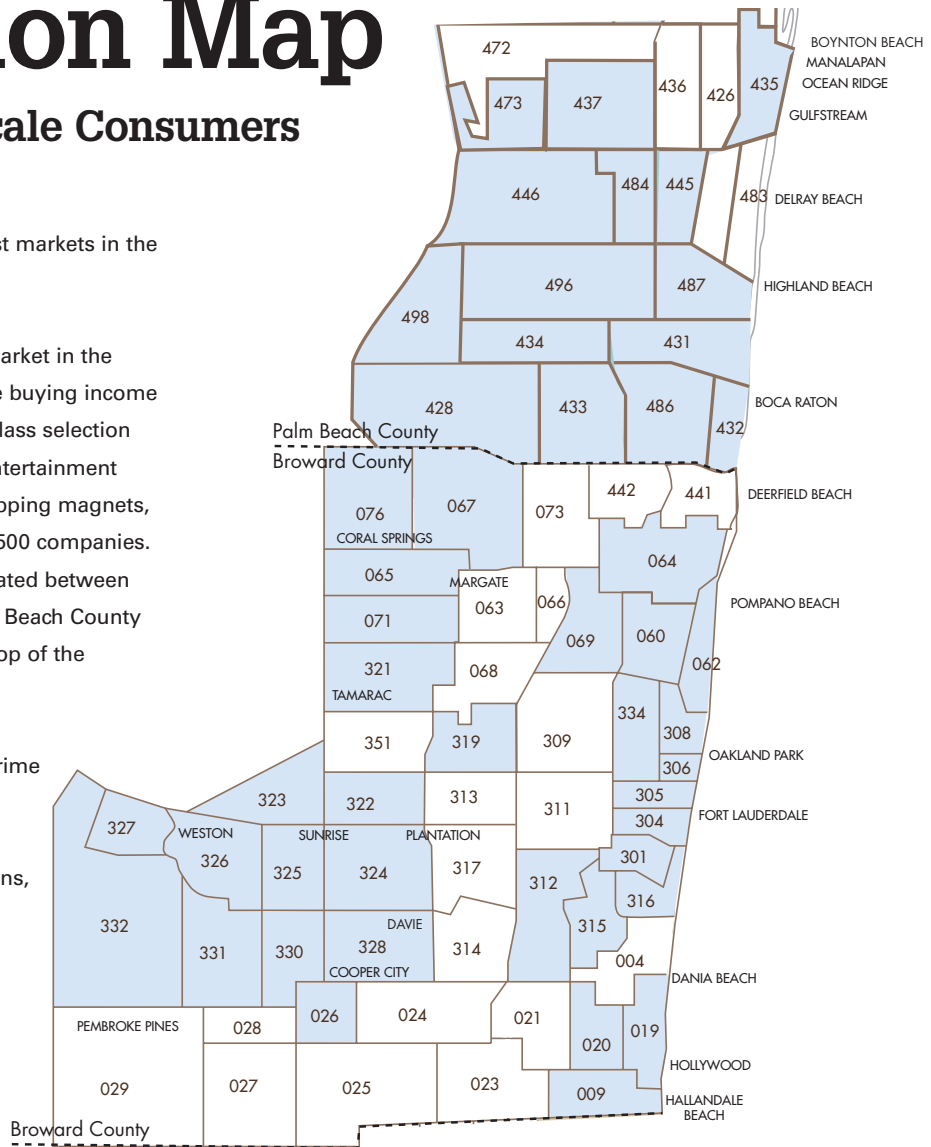 on Map
cale Consumers
st markets in the
arket in the
e buying income
lass selection
ntertainment
pping magnets,
500 companies.
ated between
Beach County
op of the
rime
ns,
472
473
437
436
426
435
BOYNTON BEACH
MANALAPAN
OCEAN RIDGE
GULFSTREAM
446
484
445
483
DELRAY BEACH
498
496
487
HIGHLAND BEACH
434
431
428
433
486
432
BOCA RATON
Palm Beach County
Broward County
076
067
073
442
441
DEERFIELD BEACH
CORAL SPRINGS
065
064
MARGATE
063
066
POMPANO BEACH
071
069
060
062
321
068
TAMARAC
334
308
351
319
309
OAKLAND PARK
306
323
322
313
311
305
304
FORT LAUDERDALE
327
WESTON
SUNRISE
PLANTATION
326
325
324
317
312
301
316
332
DAVIE
315
331
330
328
314
004
COOPER CITY
DANIA BEACH
PEMBROKE PINES
028
026
024
021
020
019
HOLLYWOOD
029
027
025
023
009
HALLANDALE
BEACH
Broward County